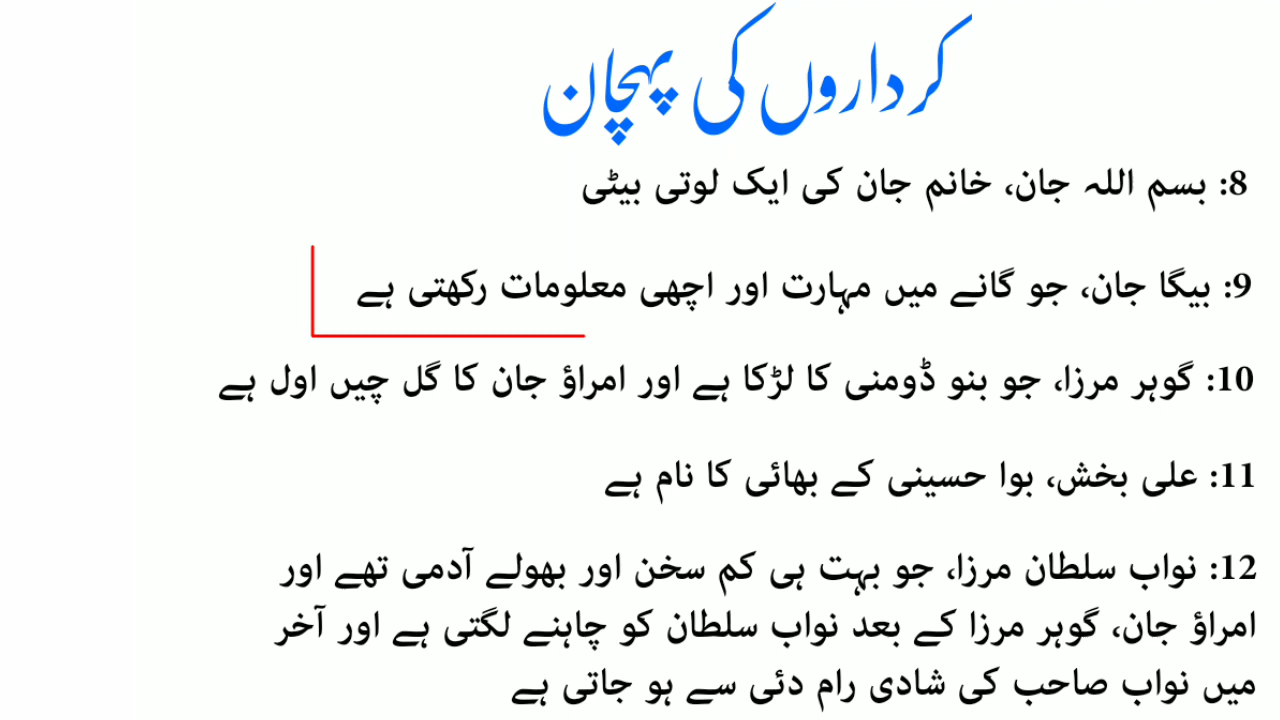 کرداروں کی پہچان
8: بسم اللہ جان، خانم جان کی ایک لوتی بیٹی
9: بیگا جان، جو گانے میں مہارت اور اچھی معلومات رکھتی ہے
10: گوہر مرزا، جو بنو ڈومنی کا لڑکا ہے اور امراؤ جان کا گل چیں اول ہے
11: علی بخش، بوا حسینی کے بھائی کا نام ہے
12: نواب سلطان مرزا، جو بہت ہی کم سخن اور بھولے آدمی تھے اور
امراؤ جان، گوہر مرزا کے بعد نواب سلطان کو چاہنے لگتی ہے اور آخر
میں نواب صاحب کی شادی رام دئی سے ہو جاتی ہے